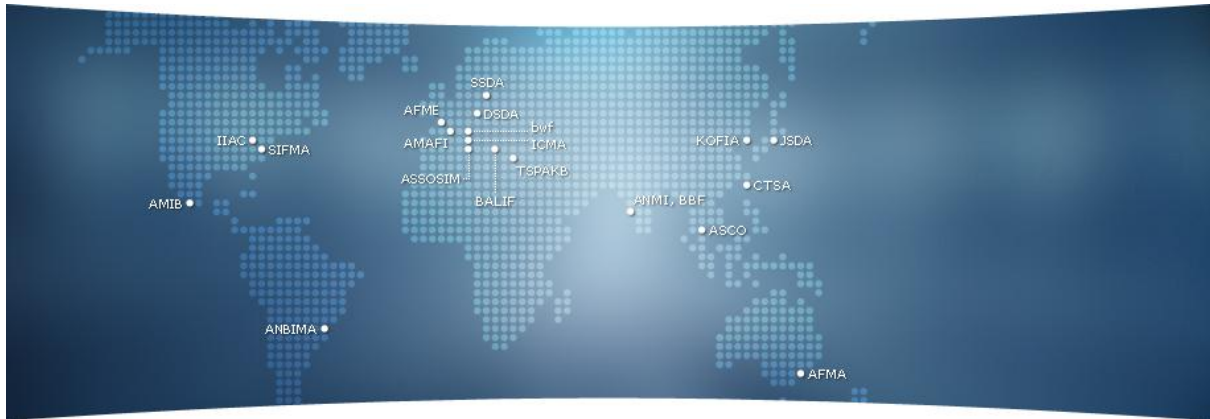 SSDA
AFME
DSDA
bwf
IIAC
AMAFI
ICMA
KOFIA
JSDA
SIFMA
TSPAKB
ASSOSIM
CTSA
BALIF
AMIB
ANMI, BBF
ASCO
ANBIMA
AFMA